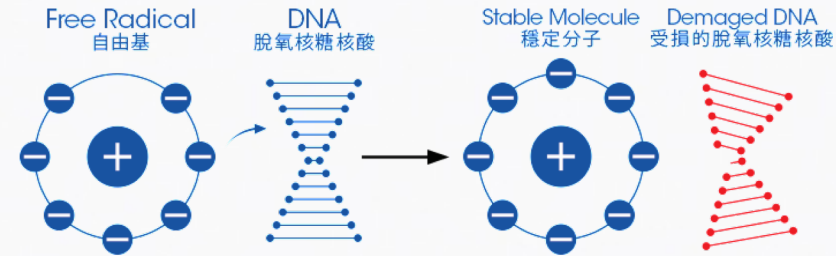 Free Radical
自由基
DNA
脫氧核糖核酸
Stable Molecule
穩定分子
Demaged DNA
受損的脫氧核糖核酸